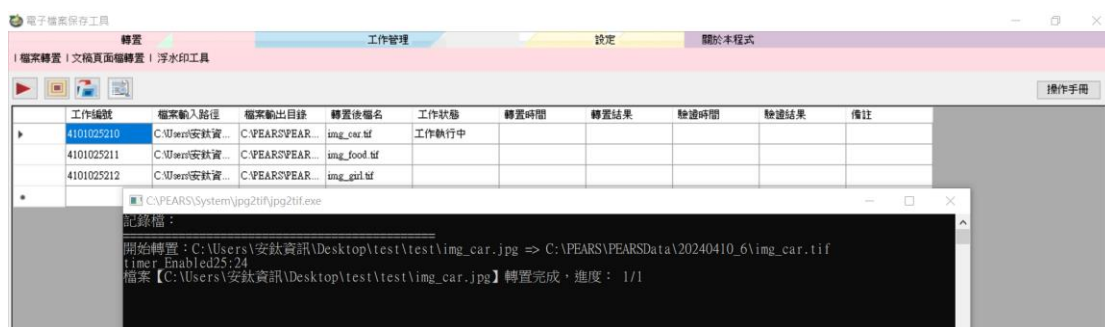 電子檔案保存工具
轉置 工作管理 設定 關於本程式
| 檔案轉置 | 文稿頁面檔轉置 | 浮水印工具
操作手冊
工作編號 檔案輸入路徑 檔案輸出目錄 轉置後檔名 工作狀態 轉置時間 轉置結果 驗證時間 驗證結果 備註
4101025210 C:\Users\安鈦資... C:\PEARS\PEAR... img_car.tif 工作執行中
4101025211 C:\Users\安鈦資... C:\PEARS\PEAR... img_food.tif
4101025212 C:\Users\安鈦資... C:\PEARS\PEAR... img_girl.tif
C:\PEARS\System\jpg2tif\jpg2tif.exe
記錄檔：
==================================================
開始轉置：C:\Users\安鈦資訊\Desktop\test\test\img_car.jpg => C:\PEARS\PEARSData\20240410_6\img_car.tif
timer_Enabled25:24
檔案【C:\Users\安鈦資訊\Desktop\test\test\img_car.jpg】轉置完成，進度： 1/1